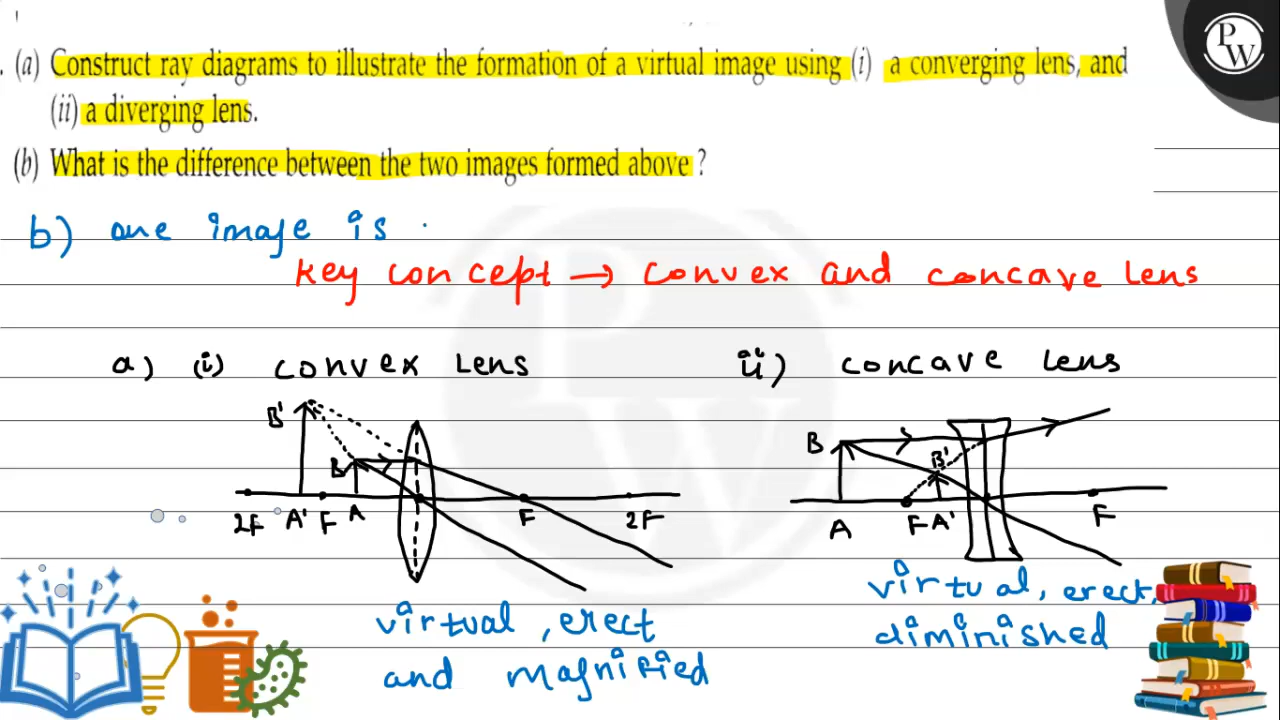 PW
. (a) Construct ray diagrams to illustrate the formation of a virtual image using (i) a converging lens, and
(ii) a diverging lens.
(b) What is the difference between the two images formed above ?
b) one image is .
Key concept → convex and concave lens
a) (i) convex lens
ii) concave lens
B'
B
2F A' F A F 2F
B
B'
A F A' F
virtual, erect
and magnified
virtual, erect,
diminished